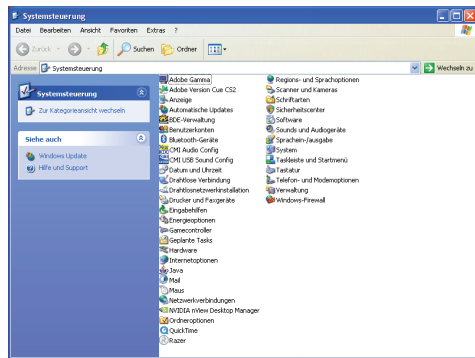 Systemsteuerung
Datei Bearbeiten Ansicht Favoriten Extras ?
Zurück Suchen Ordner
Adresse Systemsteuerung Wechseln zu
Systemsteuerung
Zur Kategorieansicht wechseln
Siehe auch
Windows Update
Hilfe und Support
Adobe Gamma
Adobe Version Cue CS2
Anzeige
Automatische Updates
BDE-Verwaltung
Benutzerkonten
Bluetooth-Geräte
CMI Audio Config
CMI USB Sound Config
Datum und Uhrzeit
Drahtlose Verbindung
Drahtlosnetzwerkinstallation
Drucker und Faxgeräte
Eingabehilfen
Energieoptionen
Gamecontroller
Geplante Tasks
Hardware
Internetoptionen
Java
Mail
Maus
Netzwerkverbindungen
NVIDIA nView Desktop Manager
Ordneroptionen
QuickTime
Razer
Regions- und Sprachoptionen
Scanner und Kameras
Schriftarten
Sicherheitscenter
Software
Sounds und Audiogeräte
Sprachein-/ausgabe
System
Taskleiste und Startmenü
Tastatur
Telefon- und Modemoptionen
Verwaltung
Windows-Firewall